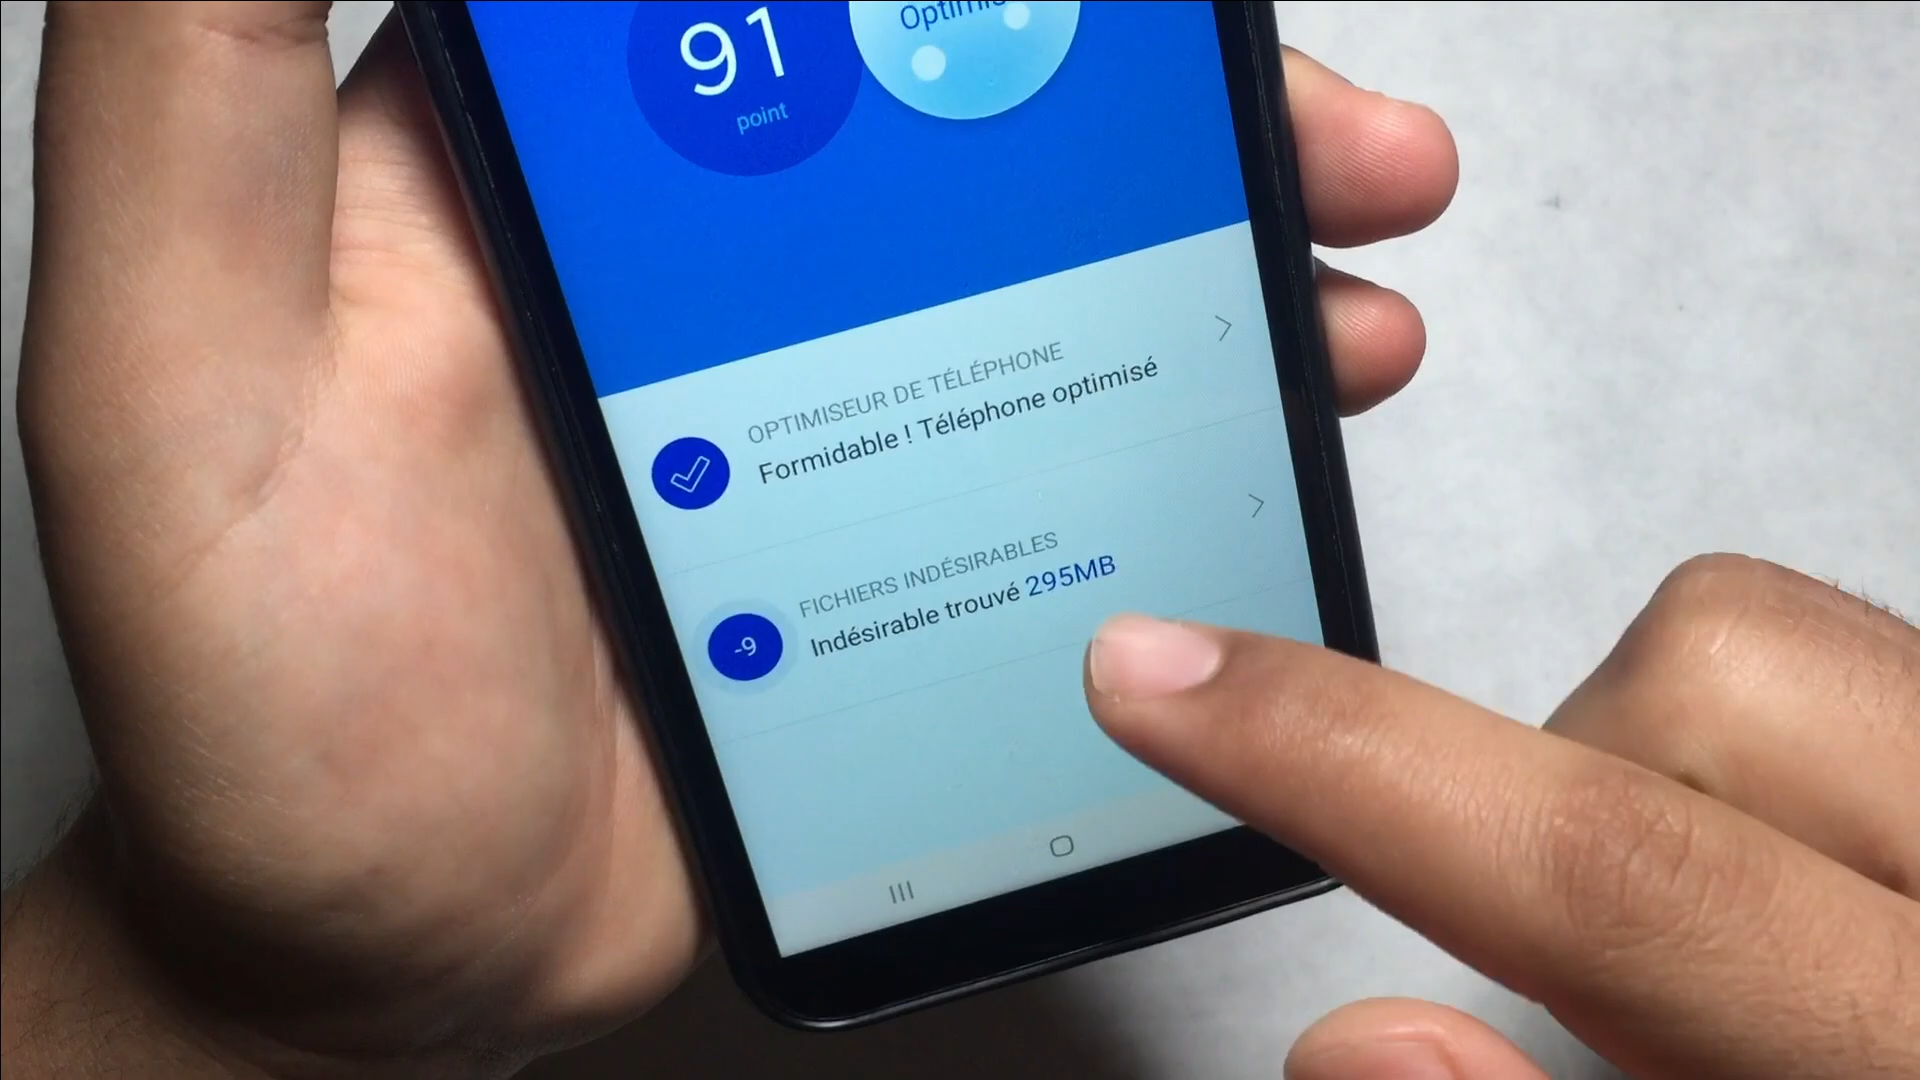 91
point
OPTIMISEUR DE TÉLÉPHONE
Formidable ! Téléphone optimisé
FICHIERS INDÉSIRABLES
Indésirable trouvé 295MB
-9